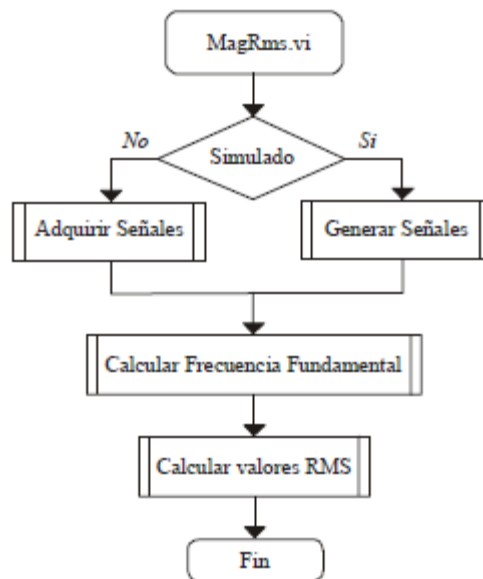 MagRms.vi
No
Si
Simulado
Adquirir Señales
Generar Señales
Calcular Frecuencia Fundamental
Calcular valores RMS
Fin